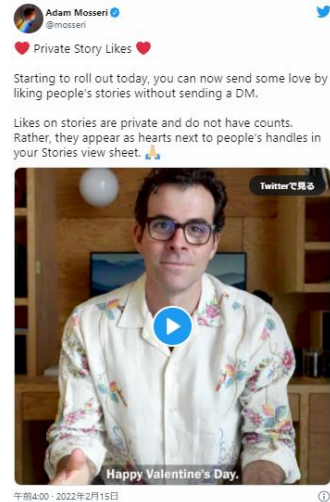 Adam Mosseri
@mosseri
Private Story Likes
Starting to roll out today, you can now send some love by
liking people's stories without sending a DM.
Likes on stories are private and do not have counts.
Rather, they appear as hearts next to people's handles in
your Stories view sheet.
Twitterで見る
Happy Valentine's Day.
午前4:00 · 2022年2月15日